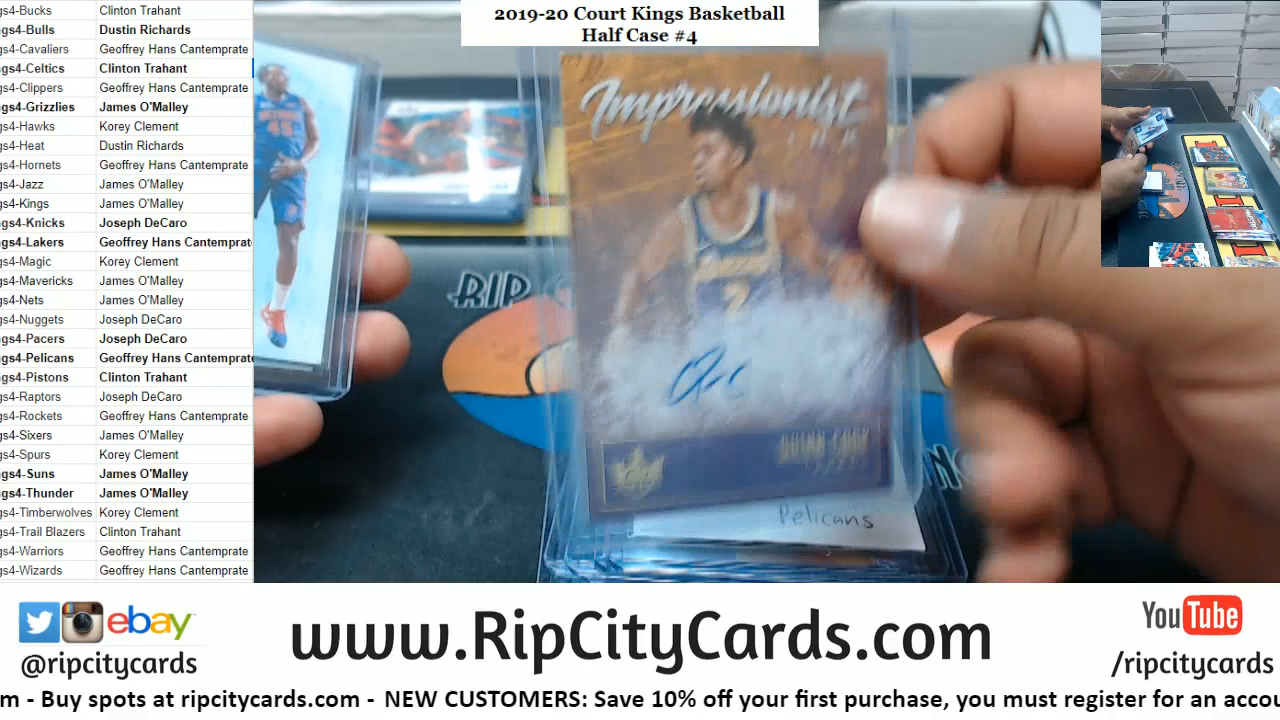 gs4-Bucks Clinton Trahant
gs4-Bulls Dustin Richards
gs4-Cavaliers Geoffrey Hans Cantemprate
gs4-Celtics Clinton Trahant
gs4-Clippers Geoffrey Hans Cantemprate
gs4-Grizzlies James O'Malley
gs4-Hawks Korey Clement
gs4-Heat Dustin Richards
gs4-Hornets Geoffrey Hans Cantemprate
gs4-Jazz James O'Malley
gs4-Kings James O'Malley
gs4-Knicks Joseph DeCaro
gs4-Lakers Geoffrey Hans Cantemprat
gs4-Magic Korey Clement
gs4-Mavericks James O'Malley
gs4-Nets James O'Malley
gs4-Nuggets Joseph DeCaro
gs4-Pacers Joseph DeCaro
gs4-Pelicans Geoffrey Hans Cantemprate
gs4-Pistons Clinton Trahant
gs4-Raptors Joseph DeCaro
gs4-Rockets Geoffrey Hans Cantemprate
gs4-Sixers James O'Malley
gs4-Spurs Korey Clement
gs4-Suns James O'Malley
gs4-Thunder James O'Malley
gs4-Timberwolves Korey Clement
gs4-Trail Blazers Clinton Trahant
gs4-Warriors Geoffrey Hans Cantemprate
gs4-Wizards Geoffrey Hans Cantemprate
2019-20 Court Kings Basketball
Half Case #4
Impressionist
INK
RIP
7
QUINN COOK
Pelicans
ebay
@ripcitycards
www.RipCityCards.com
YouTube
/ripcitycards
m - Buy spots at ripcitycards.com - NEW CUSTOMERS: Save 10% off your first purchase, you must register for an accou